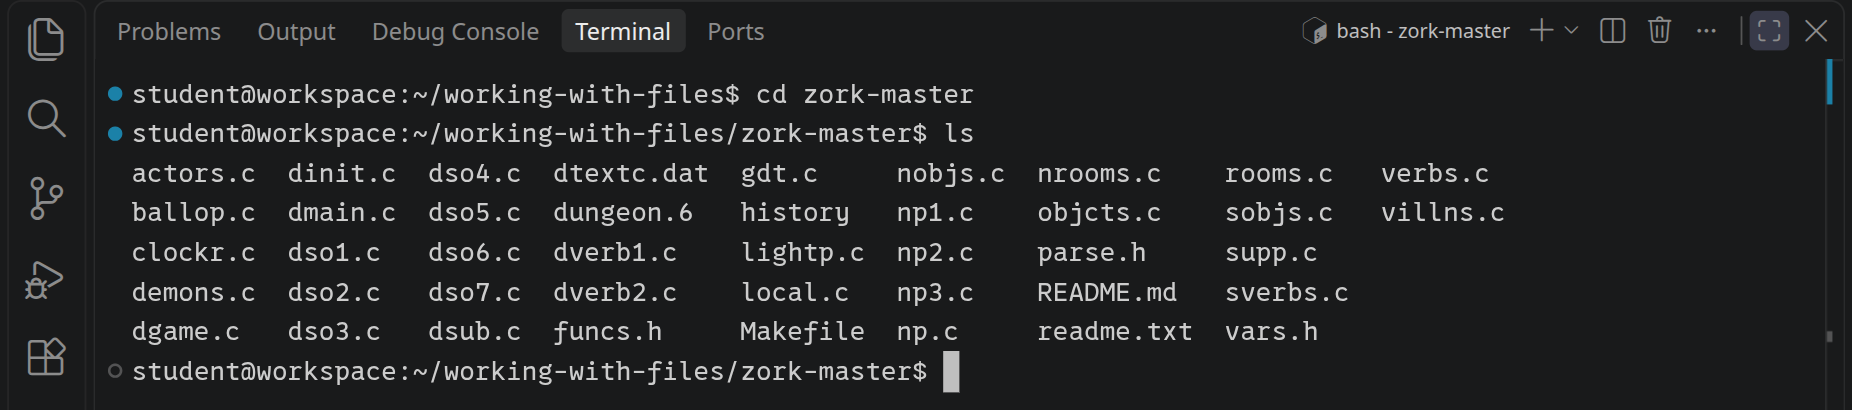 Problems Output Debug Console Terminal Ports bash - zork-master
student@workspace:~/working-with-files$ cd zork-master
student@workspace:~/working-with-files/zork-master$ ls
actors.c dinit.c dso4.c dtextc.dat gdt.c nobjs.c nrooms.c rooms.c verbs.c
ballop.c dmain.c dso5.c dungeon.6 history np1.c objcts.c sobjs.c villns.c
clockr.c dso1.c dso6.c dverb1.c lightp.c np2.c parse.h supp.c
demons.c dso2.c dso7.c dverb2.c local.c np3.c README.md sverbs.c
dgame.c dso3.c dsub.c funcs.h Makefile np.c readme.txt vars.h
student@workspace:~/working-with-files/zork-master$